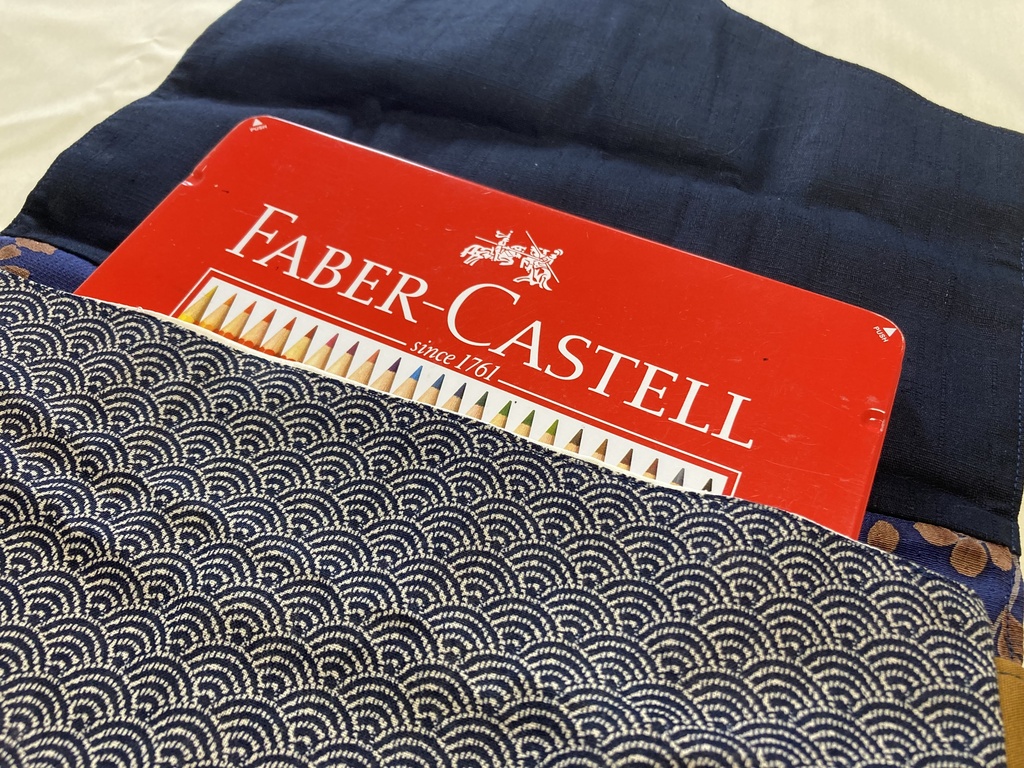 PUSH
FABER-CASTELL
since 1761
PUSH